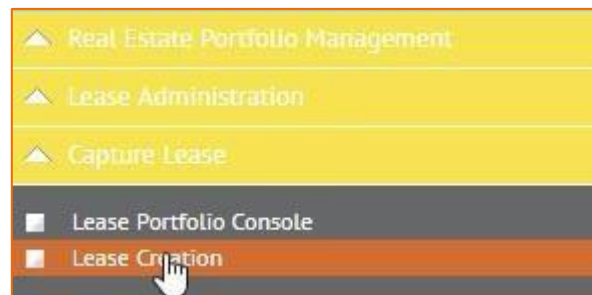 Real Estate Portfolio Management
Lease Administration
Capture Lease
Lease Portfolio Console
Lease Creation